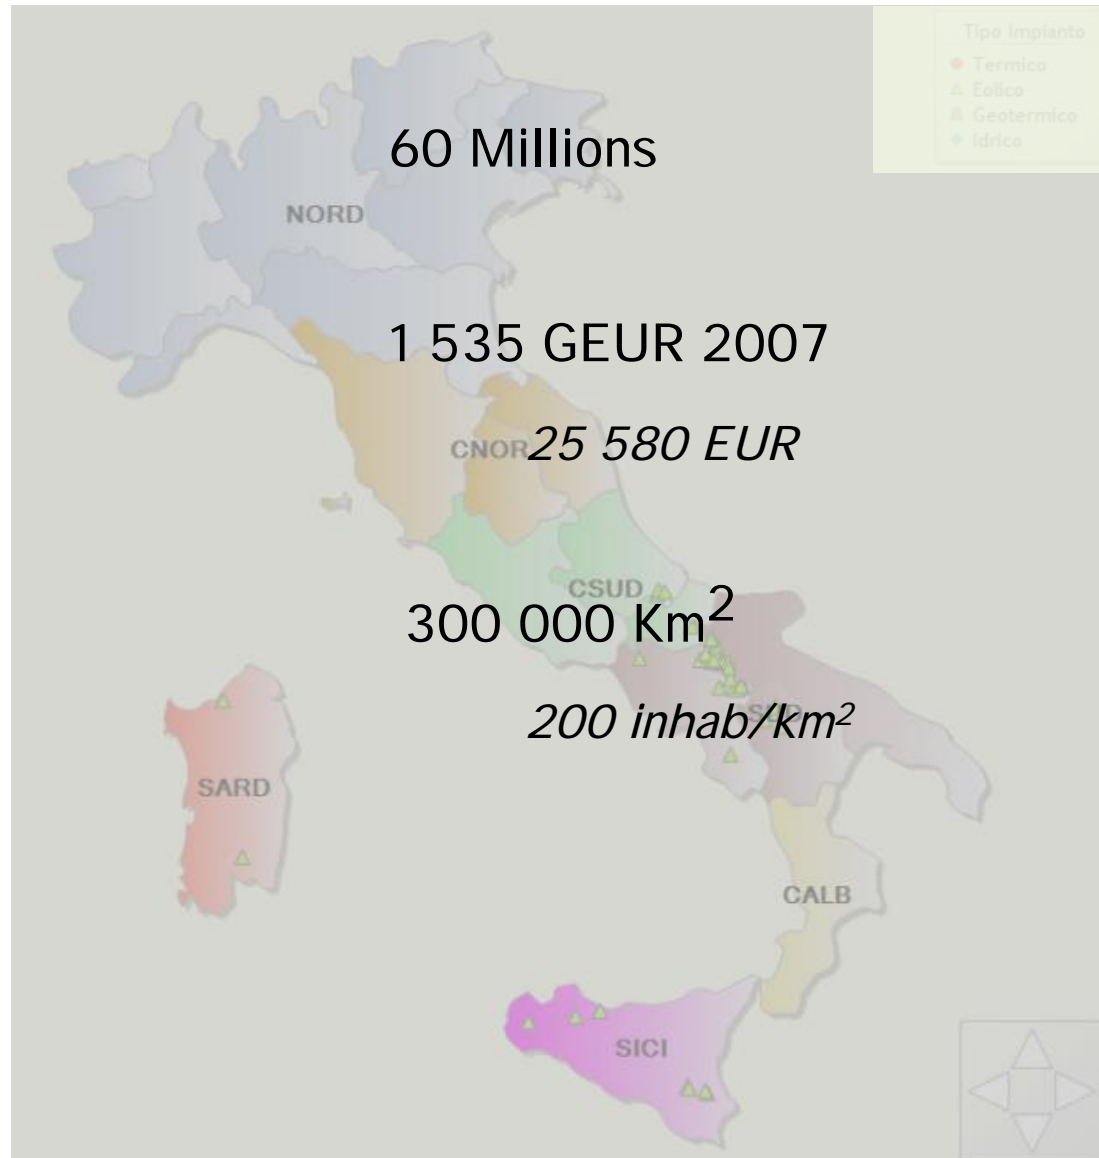 Tipo Impianto
Termico
Eolico
Geotermico
Idrico
60 Millions
NORD
1 535 GEUR 2007
CNOR
25 580 EUR
CSUD
300 000 Km²
200 inhab/km²
SUD
SARD
CALB
SICI